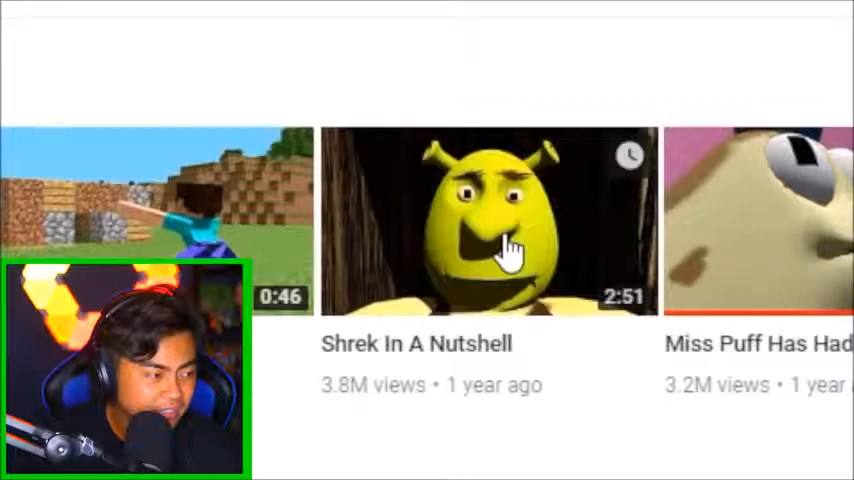 0:46
2:51
Shrek In A Nutshell
Miss Puff Has Had
3.8M views • 1 year ago
3.2M views • 1 year